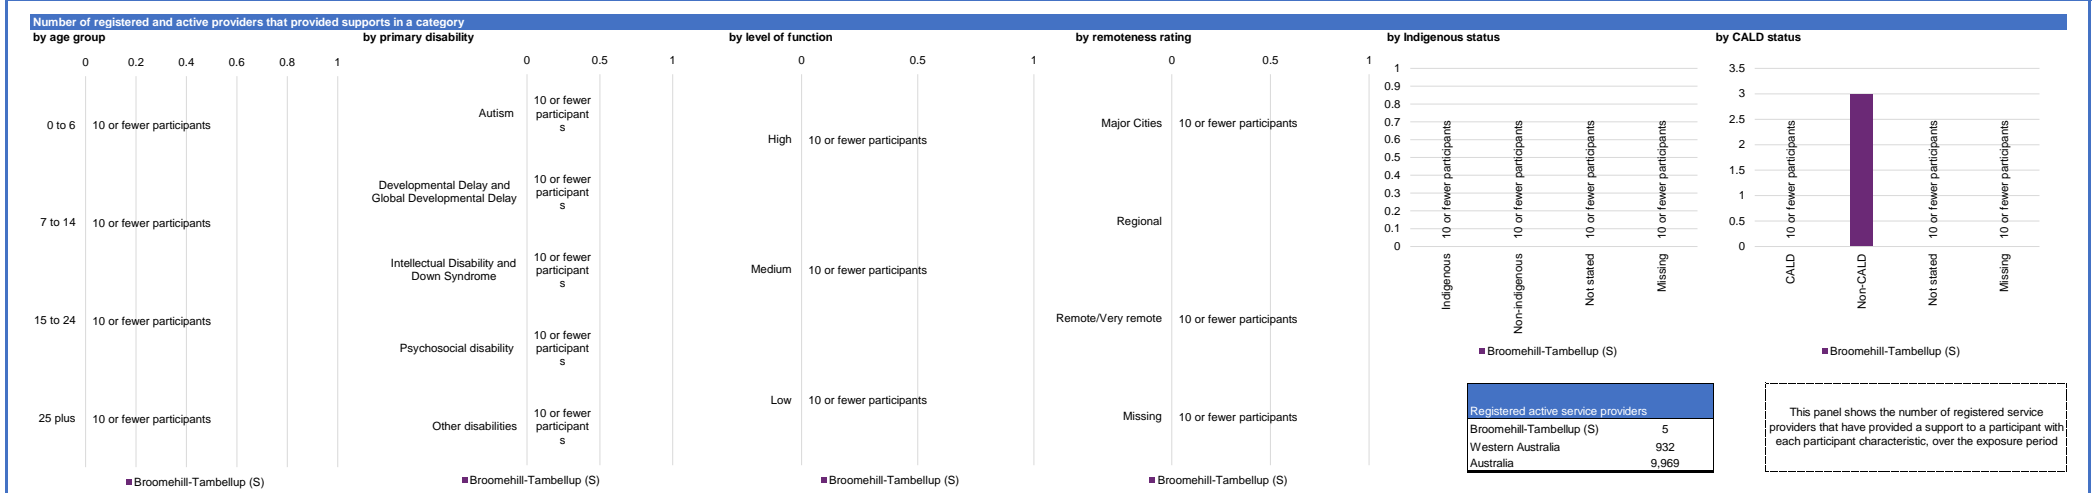 Number of registered and active providers that provided supports in a category
by age group
0 0.2 0.4 0.6 0.8 1
0 to 6 10 or fewer participants
7 to 14 10 or fewer participants
15 to 24 10 or fewer participants
25 plus 10 or fewer participants
Broomehill-Tambellup (S)
by primary disability
0 0.5 1
Autism
10 or fewer
participant
s
Developmental Delay and
Global Developmental Delay
10 or fewer
participant
s
Intellectual Disability and
Down Syndrome
10 or fewer
participant
s
Psychosocial disability
10 or fewer
participant
s
Other disabilities
10 or fewer
participant
s
Broomehill-Tambellup (S)
by level of function
0 0.5 1
High 10 or fewer participants
Medium 10 or fewer participants
Low 10 or fewer participants
Broomehill-Tambellup (S)
by remoteness rating
0 0.5 1
Major Cities 10 or fewer participants
Regional
Remote/Very remote 10 or fewer participants
Missing 10 or fewer participants
Broomehill-Tambellup (S)
by Indigenous status
1
0.9
0.8
0.7
0.6
0.5
0.4
0.3
0.2
0.1
0
10 or fewer participants
10 or fewer participants
10 or fewer participants
10 or fewer participants
Indigenous
Non-indigenous
Not stated
Missing
Broomehill-Tambellup (S)
by CALD status
3.5
3
2.5
2
1.5
1
0.5
0
10 or fewer participants
10 or fewer participants
10 or fewer participants
CALD
Non-CALD
Not stated
Missing
Broomehill-Tambellup (S)
Registered active service providers
Broomehill-Tambellup (S) 5
Western Australia 932
Australia 9,969
This panel shows the number of registered service
providers that have provided a support to a participant with
each participant characteristic, over the exposure period